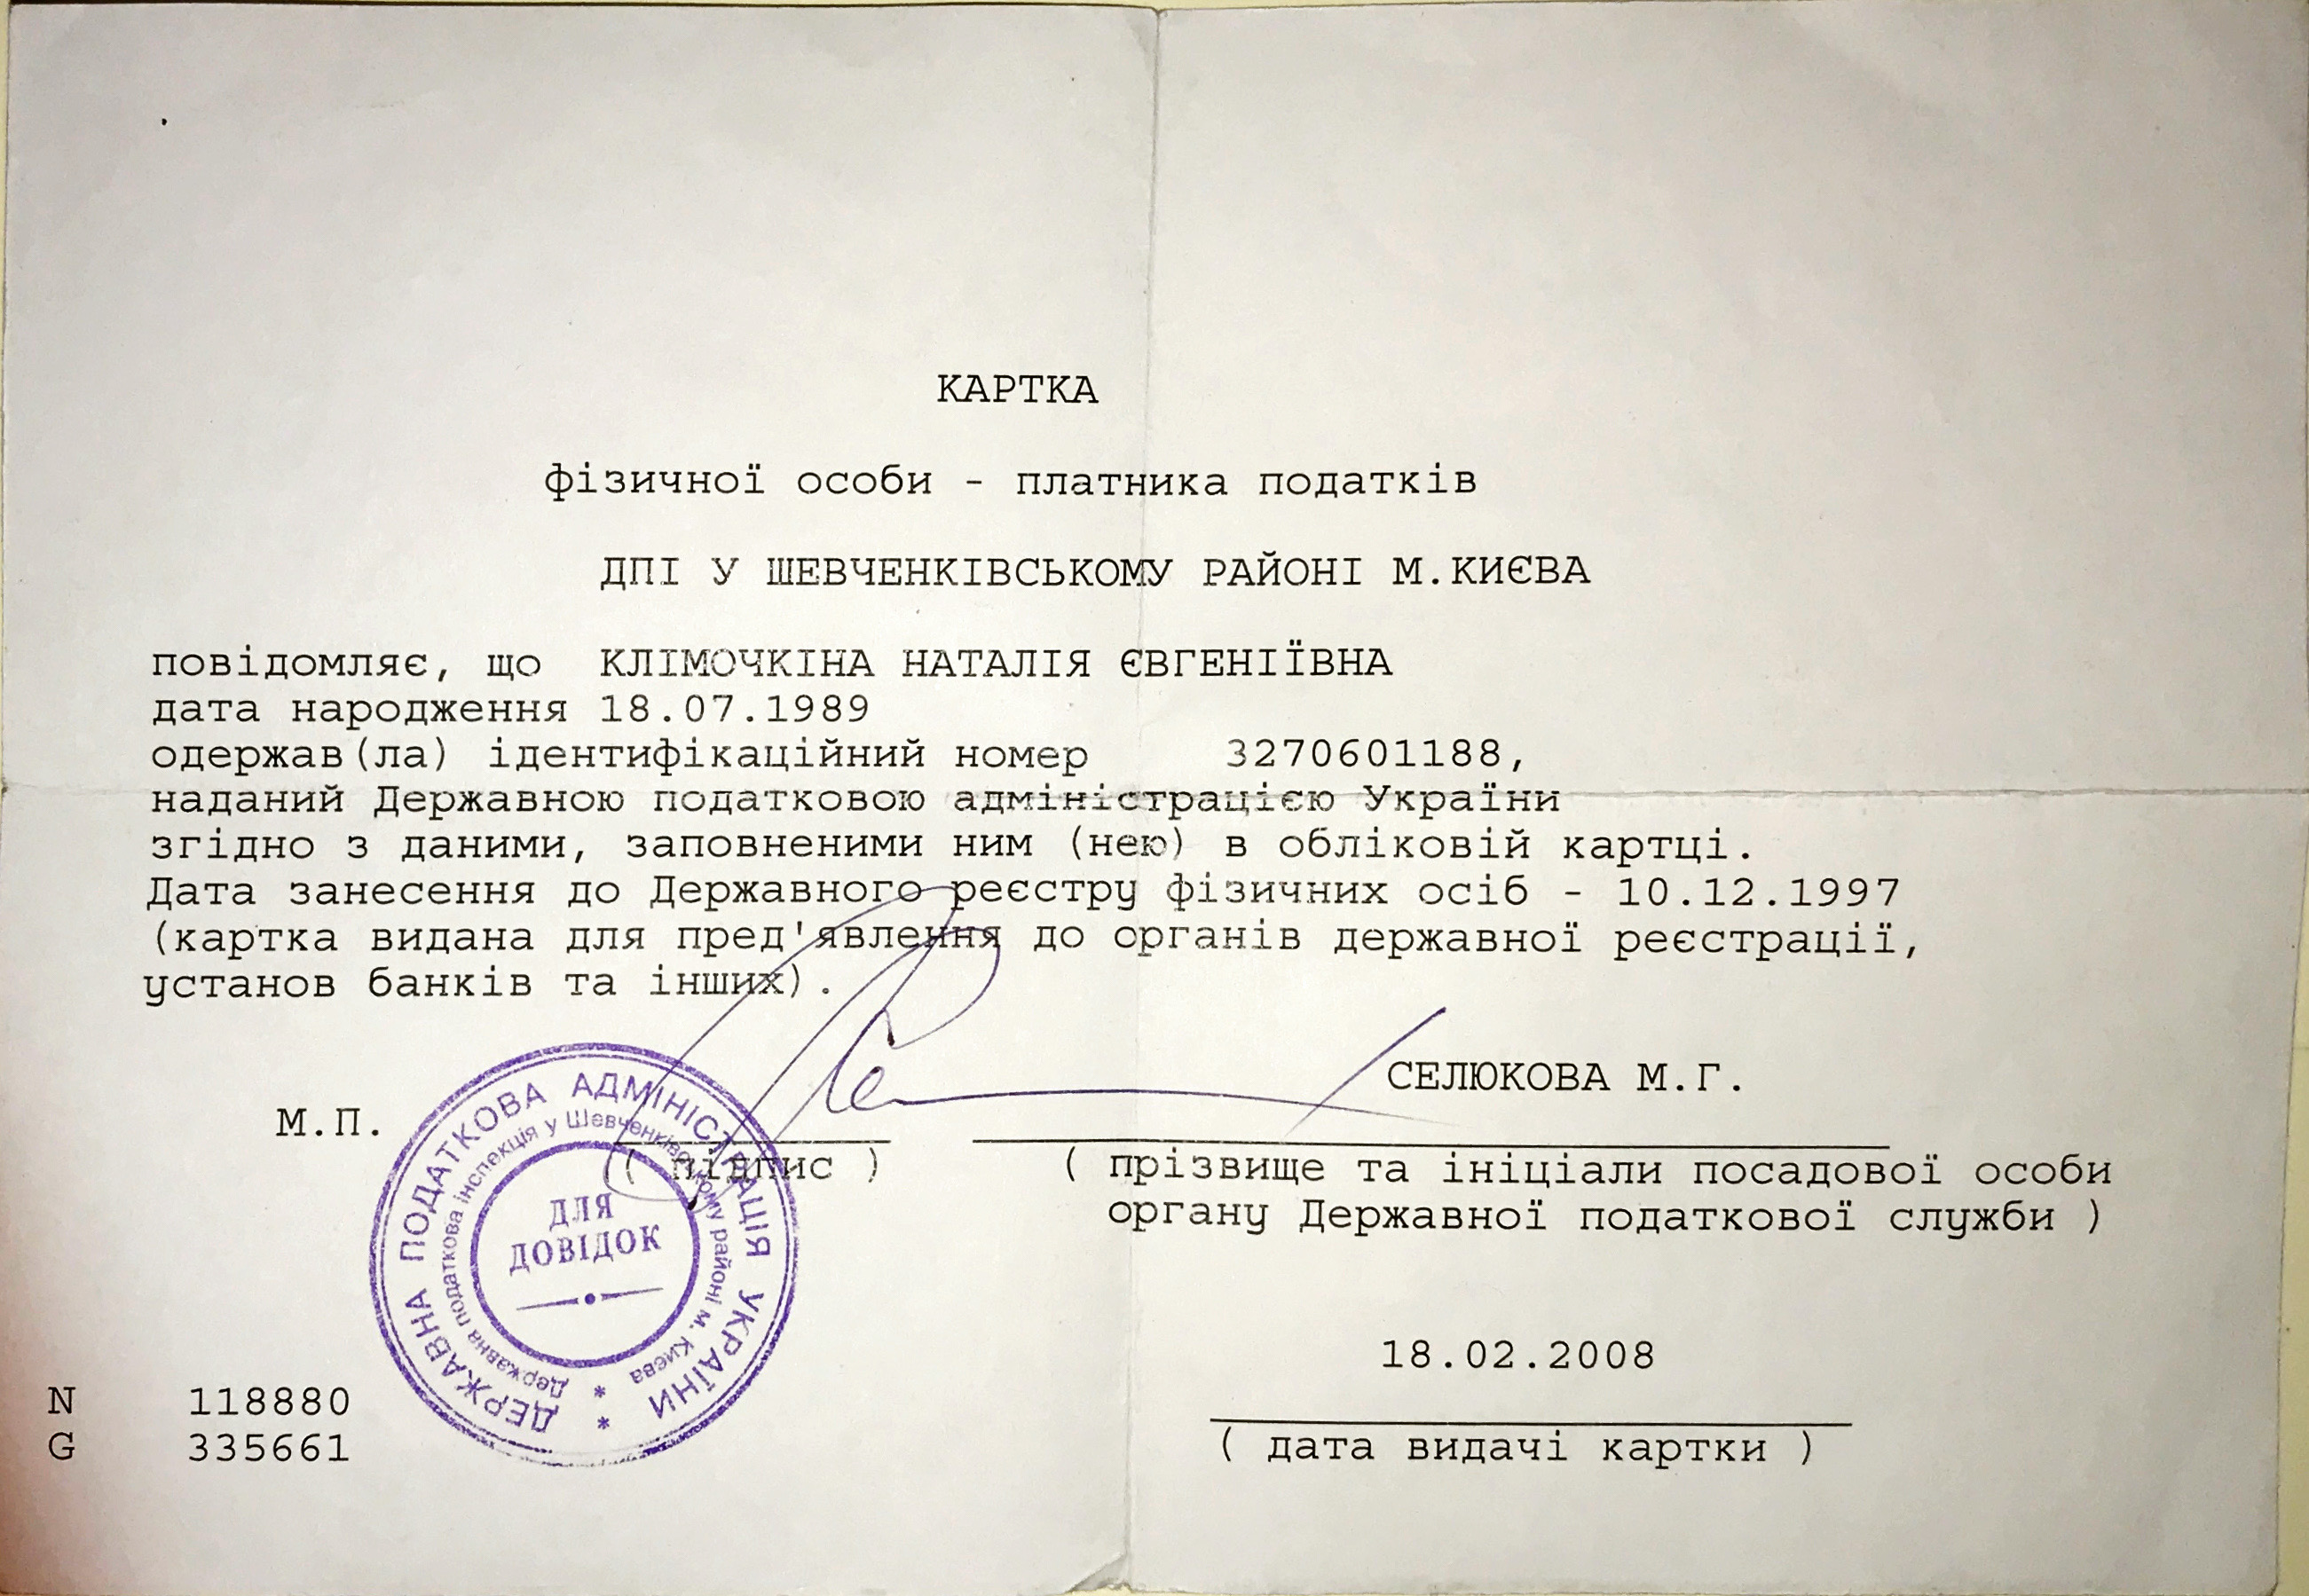 КАРТКА
фізичної особи - платника податків
ДПІ У ШЕВЧЕНКІВСЬКОМУ РАЙОНІ М.КИЄВА
повідомляє, що КЛІМОЧКІНА НАТАЛІЯ ЄВГЕНІЇВНА
дата народження 18.07.1989
одержав(ла) ідентифікаційний номер 3270601188,
наданий Державною податковою адміністрацією України
згідно з даними, заповненими ним (нею) в обліковій картці.
Дата занесення до Державного реєстру фізичних осіб - 10.12.1997
(картка видана для пред'явлення до органів державної реєстрації,
установ банків та інших).
СЕЛЮКОВА М.Г.
М.П.
( підпис ) ( прізвище та ініціали посадової особи
органу Державної податкової служби )
ДЕРЖАВНА ПОДАТКОВА АДМІНІСТРАЦІЯ УКРАЇНИ
Державна податкова інспекція у Шевченківському районі м. Києва
ДЛЯ
ДОВІДОК
18.02.2008
( дата видачі картки )
N 118880
G 335661